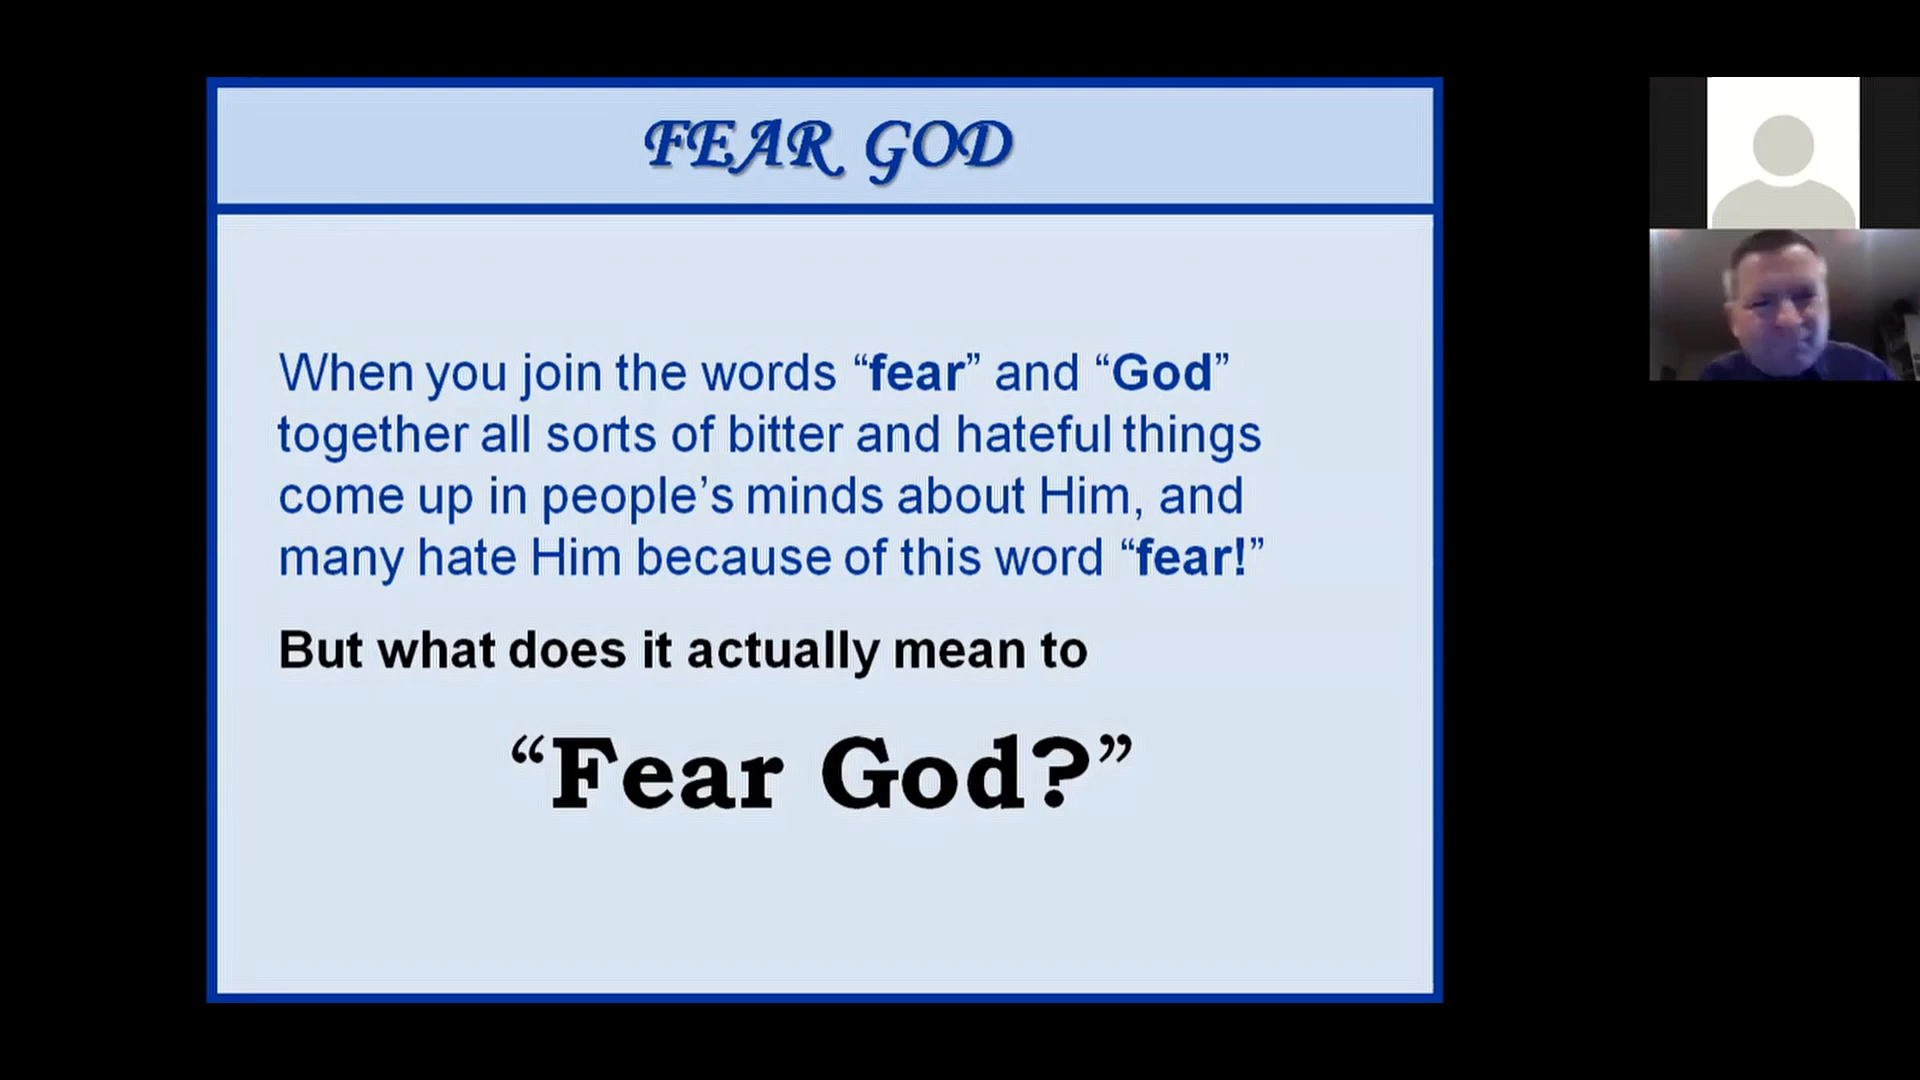 FEAR GOD
When you join the words “fear” and “God”
together all sorts of bitter and hateful things
come up in people’s minds about Him, and
many hate Him because of this word “fear!”
But what does it actually mean to
“Fear God?”